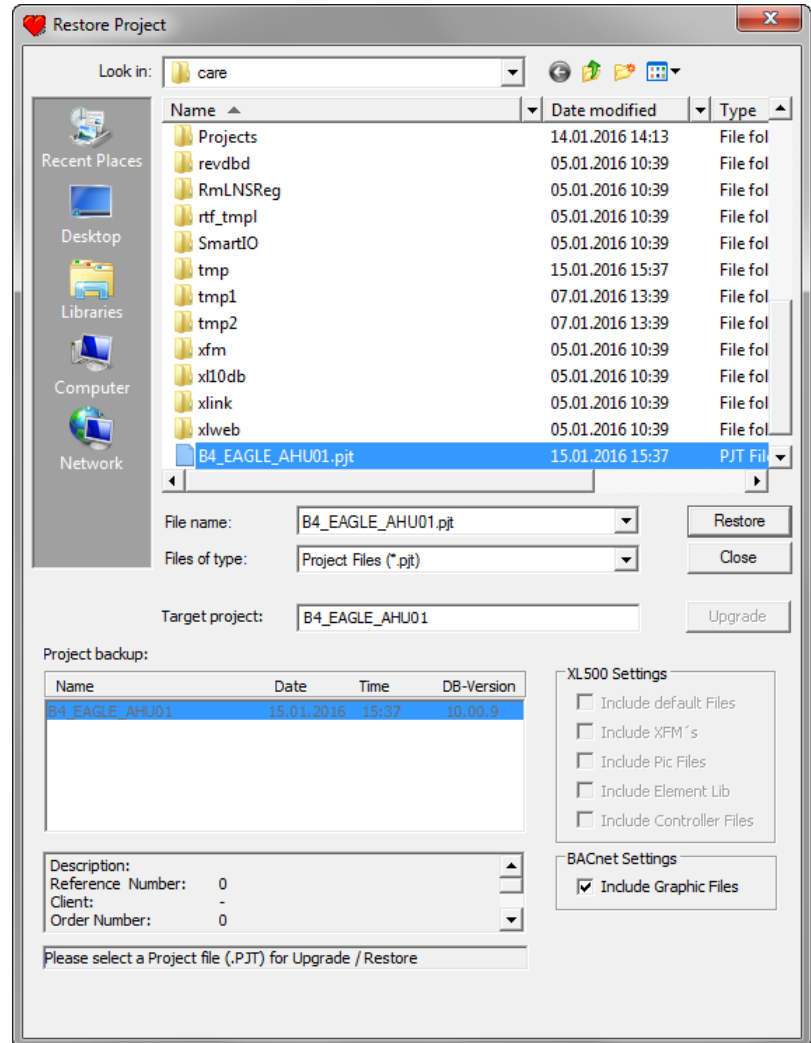 Restore Project
Look in: care
Name Date modified Type
Projects 14.01.2016 14:13 File fol
revdbd 05.01.2016 10:39 File fol
RmLNSReg 05.01.2016 10:39 File fol
rtf_tmpl 05.01.2016 10:39 File fol
SmartIO 05.01.2016 10:39 File fol
tmp 15.01.2016 15:37 File fol
tmp1 07.01.2016 13:39 File fol
tmp2 07.01.2016 13:39 File fol
xfm 05.01.2016 10:39 File fol
xl10db 05.01.2016 10:39 File fol
xlink 05.01.2016 10:39 File fol
xlweb 05.01.2016 10:39 File fol
B4_EAGLE_AHU01.pjt 15.01.2016 15:37 PJT File
Recent Places
Desktop
Libraries
Computer
Network
File name: B4_EAGLE_AHU01.pjt Restore
Files of type: Project Files (*.pjt) Close
Target project: B4_EAGLE_AHU01 Upgrade
Project backup:
Name Date Time DB-Version
B4_EAGLE_AHU01 15.01.2016 15:37 10.00.9
XL500 Settings
Include default Files
Include XFM´s
Include Pic Files
Include Element Lib
Include Controller Files
Description:
Reference Number: 0
Client: -
Order Number: 0
BACnet Settings
Include Graphic Files
Please select a Project file (.PJT) for Upgrade / Restore